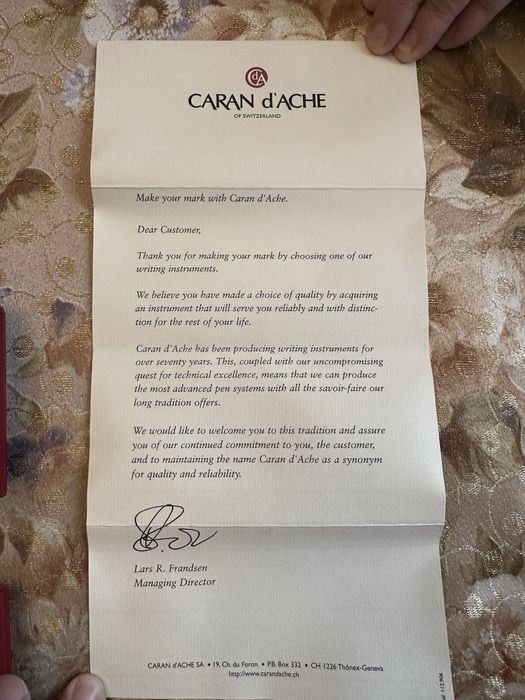 CdA
CARAN d'ACHE
OF SWITZERLAND
Make your mark with Caran d'Ache.
Dear Customer,
Thank you for making your mark by choosing one of our
writing instruments.
We believe you have made a choice of quality by acquiring
an instrument that will serve you reliably and with distinc-
tion for the rest of your life.
Caran d'Ache has been producing writing instruments for
over seventy years. This, coupled with our uncompromising
quest for technical excellence, means that we can produce
the most advanced pen systems with all the savoir-faire our
long tradition offers.
We would like to welcome you to this tradition and assure
you of our continued commitment to you, the customer,
and to maintaining the name Caran d'Ache as a synonym
for quality and reliability.
Lars R. Frandsen
Managing Director
CARAN d'ACHE SA • 19, Ch. du Foron • P.B. Box 332 • CH 1226 Thônex-Geneva
http://www.carandache.ch